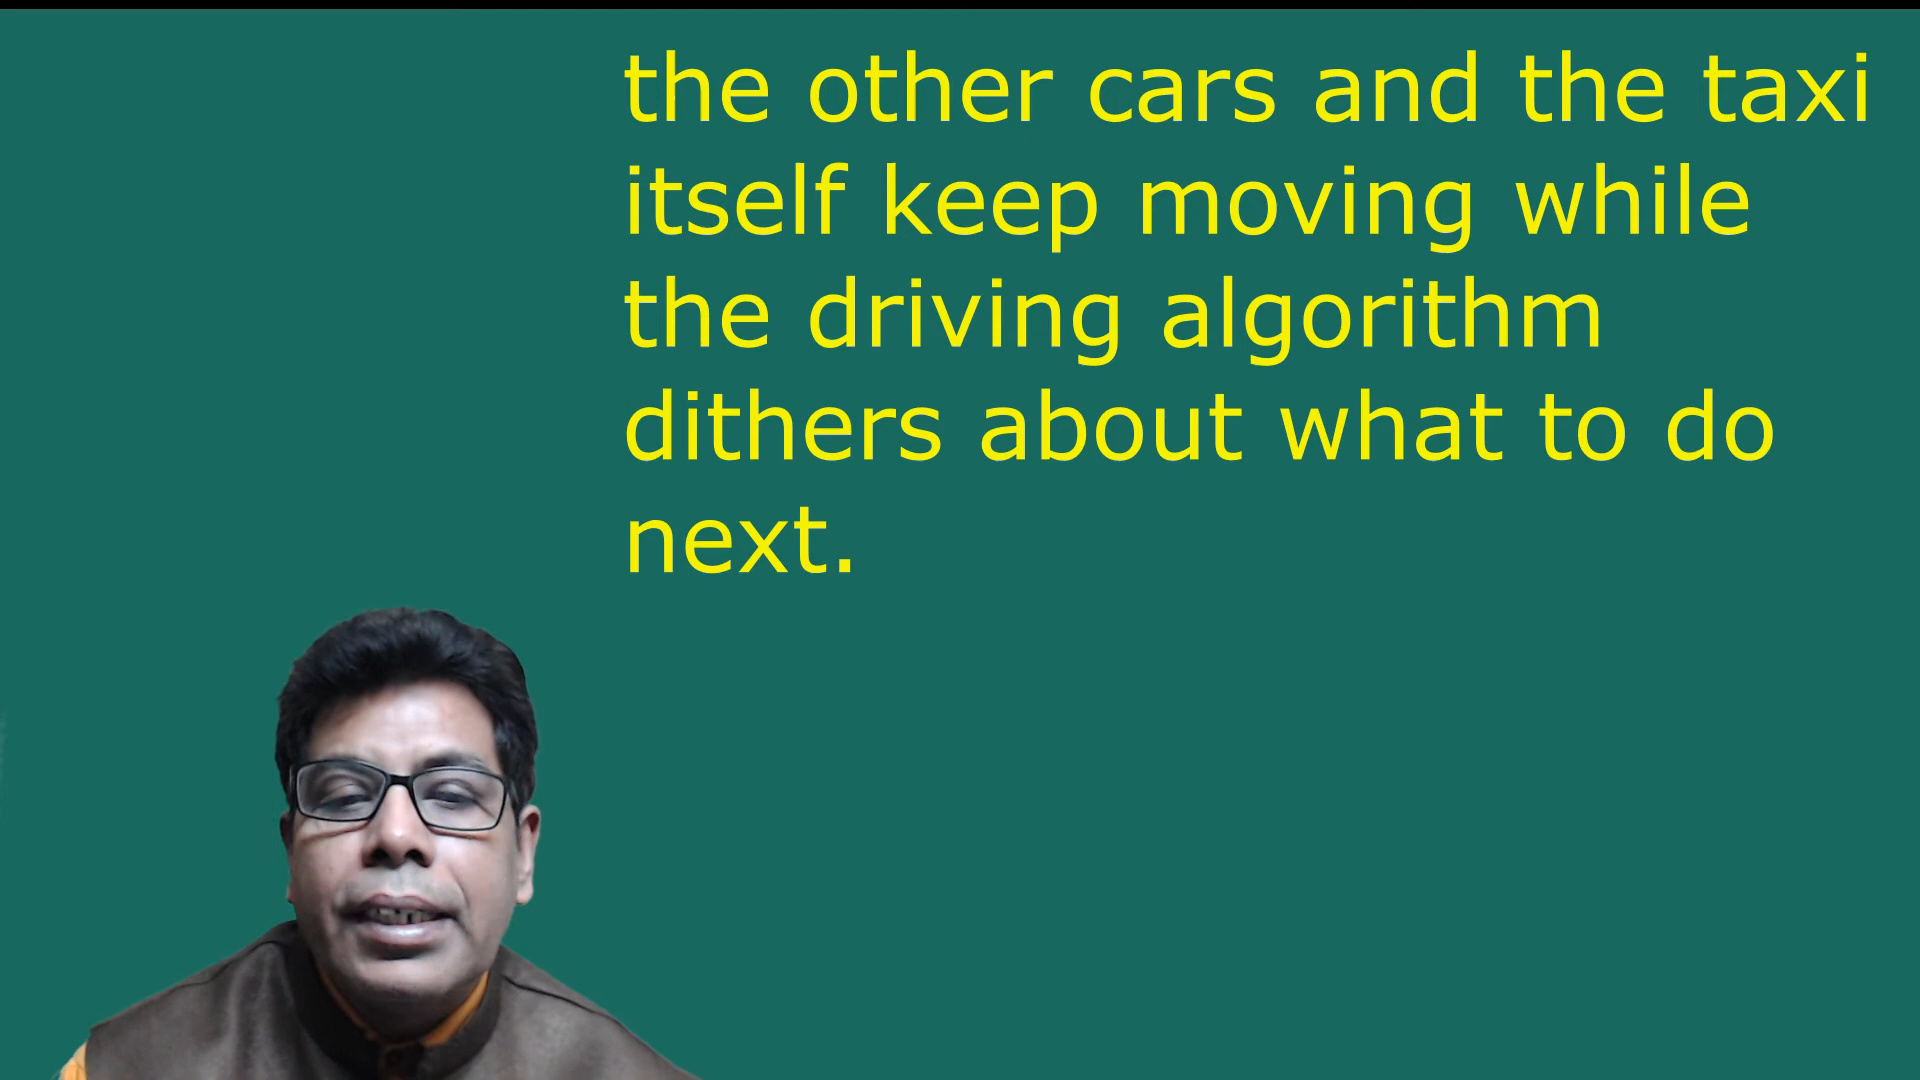 the other cars and the taxi
itself keep moving while
the driving algorithm
dithers about what to do
next.